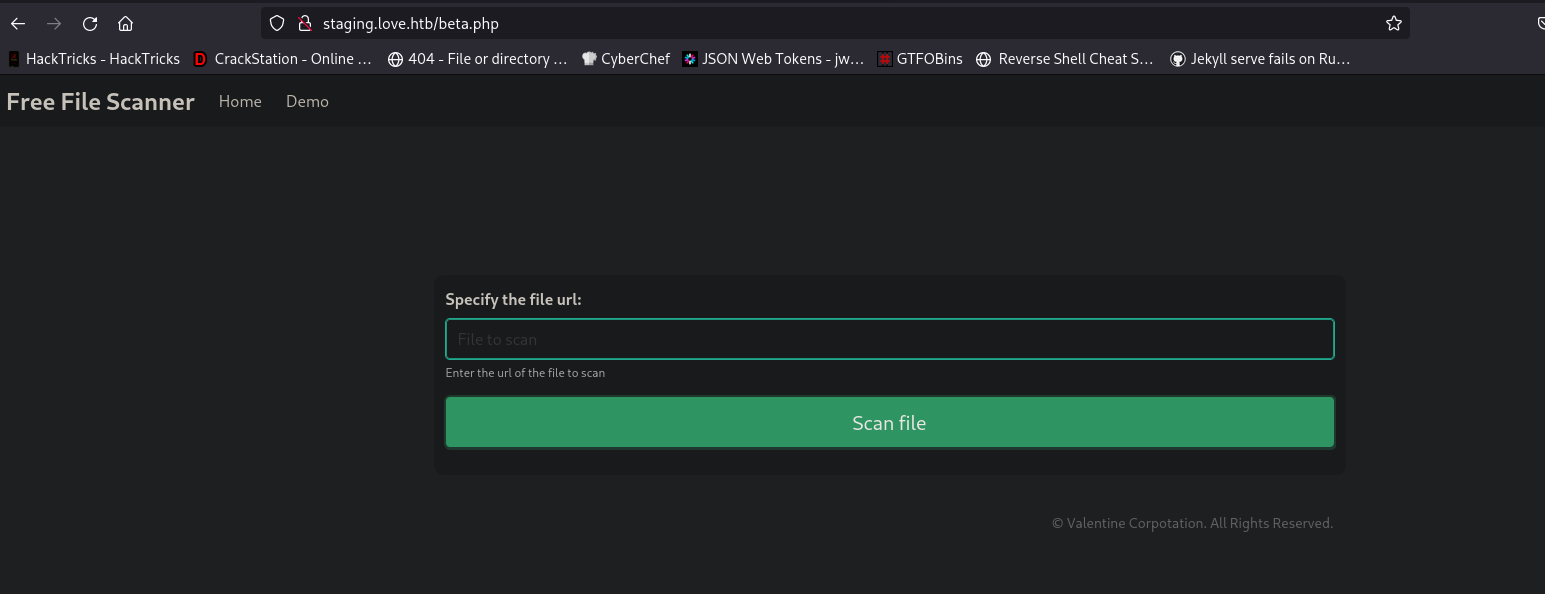 staging.love.htb/beta.php
HackTricks - HackTricks CrackStation - Online ... 404 - File or directory ... CyberChef JSON Web Tokens - jw... GTFOBins Reverse Shell Cheat S... Jekyll serve fails on Ru...
Free File Scanner Home Demo
Specify the file url:
File to scan
Enter the url of the file to scan
Scan file
© Valentine Corpotation. All Rights Reserved.